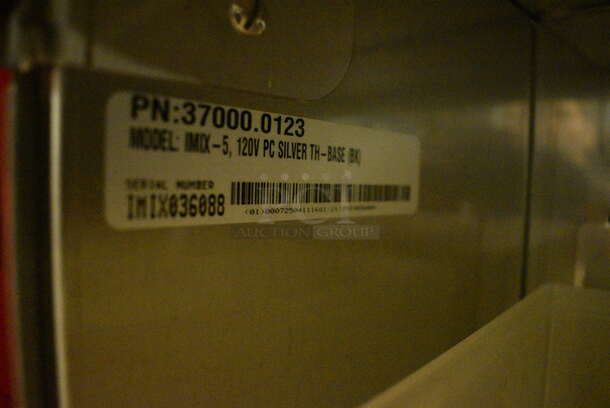 PN:37000.0123
MODEL: IMIX-5, 120V PC SILVER TH-BASE (BK)
SERIAL NUMBER
IMIX036088
AUCTION GROUP